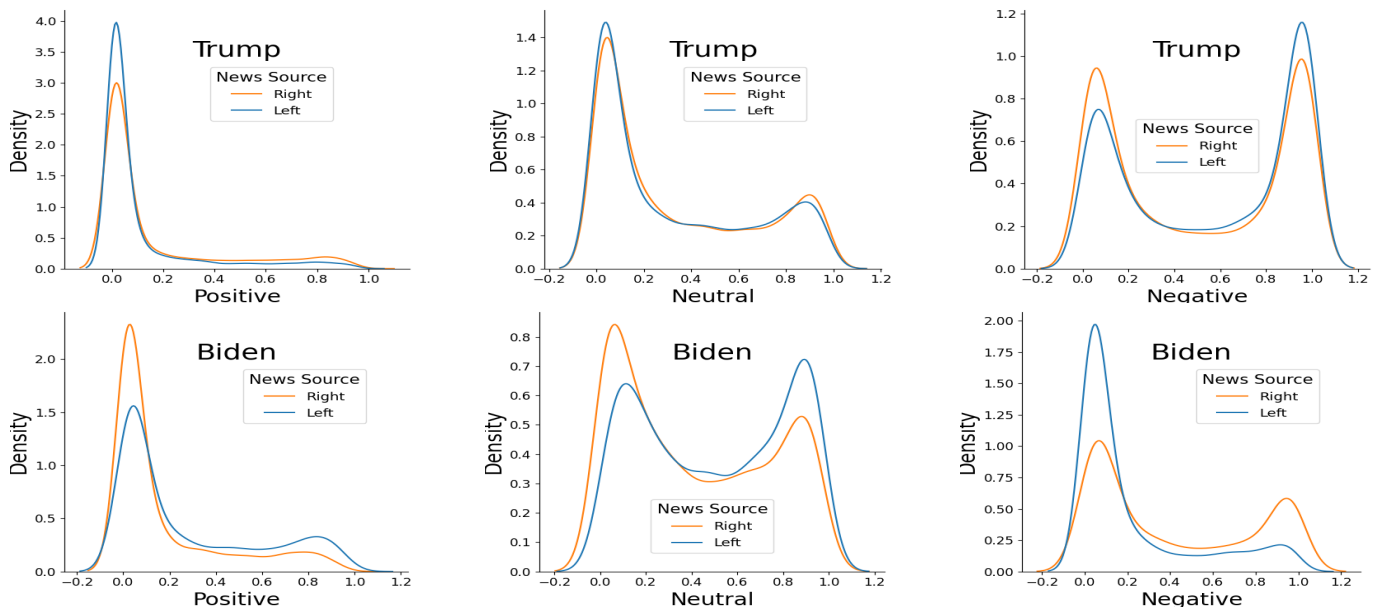 Trump
News Source
Right
Left
Density
4.0
3.5
3.0
2.5
2.0
1.5
1.0
0.5
0.0
0.0 0.2 0.4 0.6 0.8 1.0
Positive
Trump
News Source
Right
Left
Density
1.4
1.2
1.0
0.8
0.6
0.4
0.2
0.0
−0.2 0.0 0.2 0.4 0.6 0.8 1.0 1.2
Neutral
Trump
News Source
Right
Left
Density
1.2
1.0
0.8
0.6
0.4
0.2
0.0
−0.2 0.0 0.2 0.4 0.6 0.8 1.0 1.2
Negative
Biden
News Source
Right
Left
Density
2.0
1.5
1.0
0.5
0.0
−0.2 0.0 0.2 0.4 0.6 0.8 1.0 1.2
Positive
Biden
News Source
Right
Left
Density
0.8
0.7
0.6
0.5
0.4
0.3
0.2
0.1
0.0
−0.2 0.0 0.2 0.4 0.6 0.8 1.0 1.2
Neutral
Biden
News Source
Right
Left
Density
2.00
1.75
1.50
1.25
1.00
0.75
0.50
0.25
0.00
−0.2 0.0 0.2 0.4 0.6 0.8 1.0 1.2
Negative